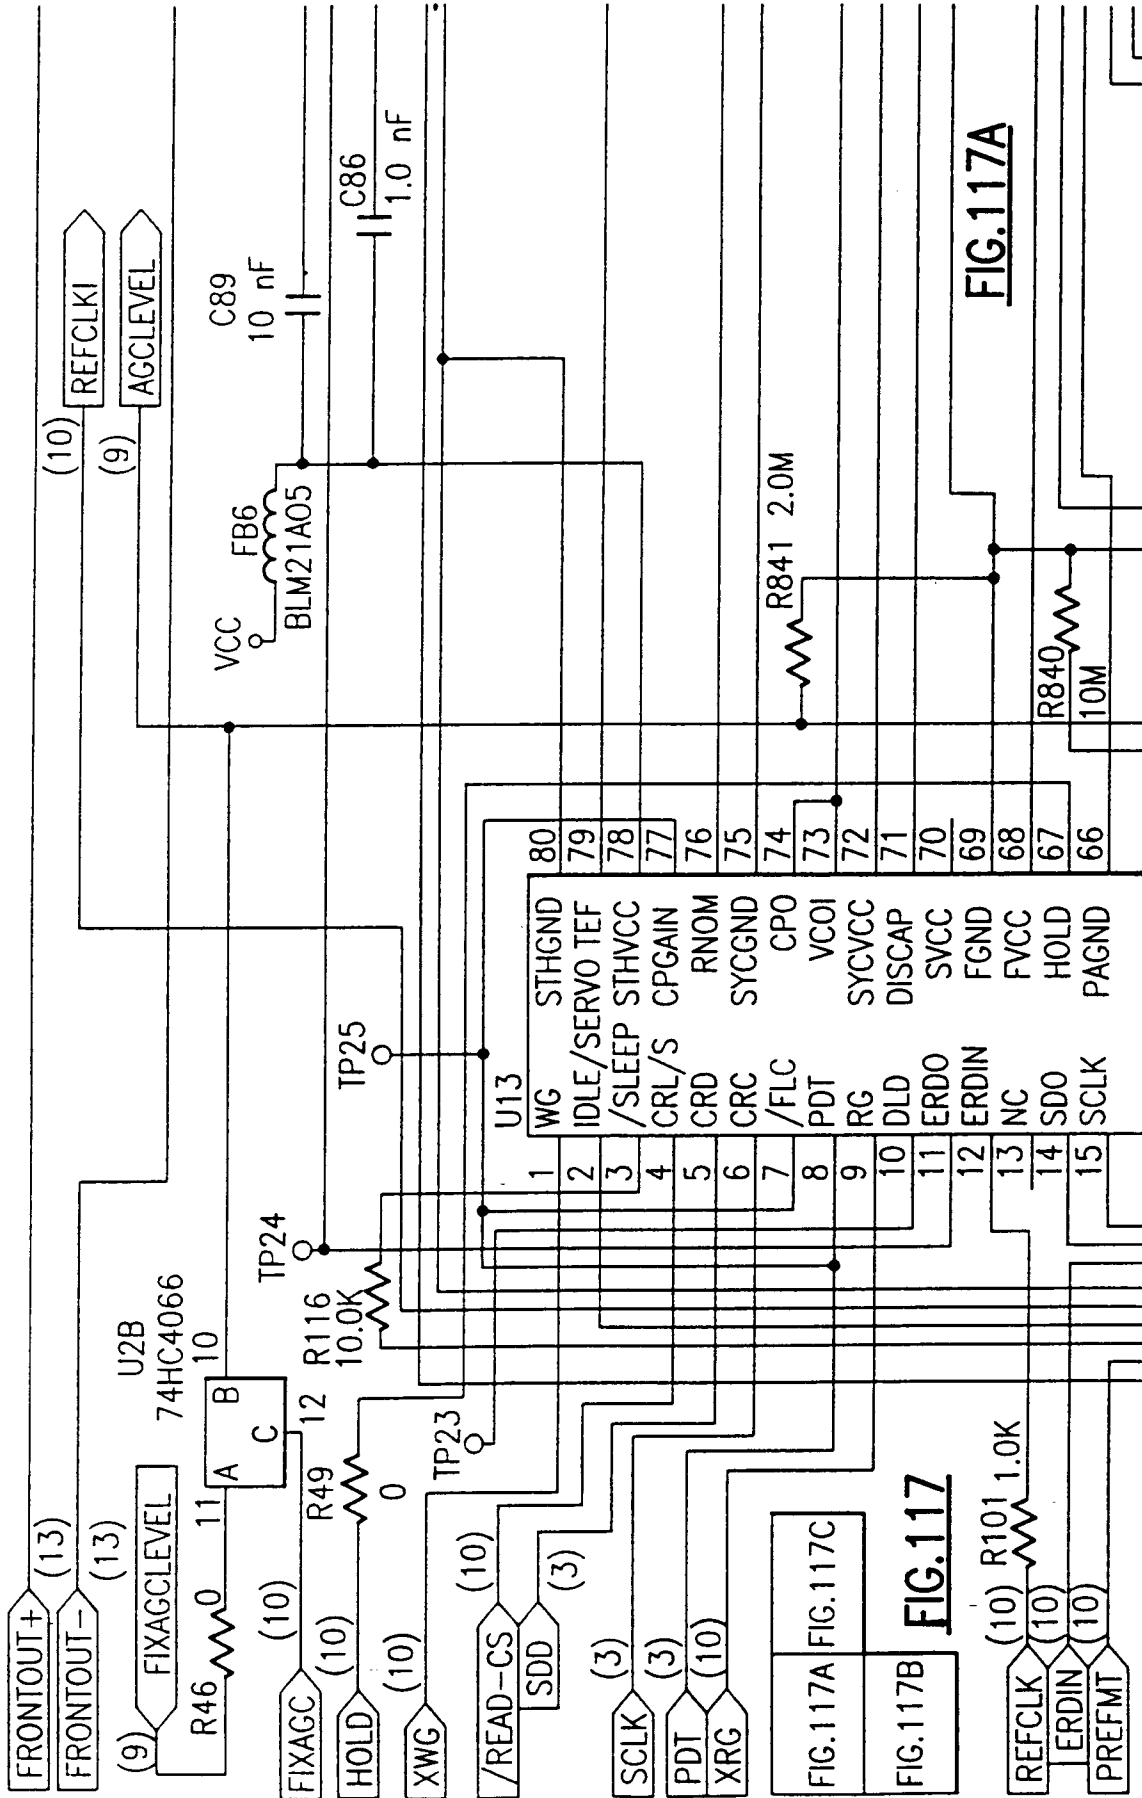 FRONTOUT+
(13)
FRONTOUT-
(13)
(9)
FIXAGCLEVEL
R46
0
11
A
B
C
10
12
U2B
74HC4066
FIXAGC
(10)
HOLD
(10)
R49
0
XWG
(10)
/READ-CS
(10)
SDD
(3)
SCLK
(3)
PDT
(3)
XRG
(10)
REFCLK
(10)
ERDIN
(10)
PREFMT
(10)
R101 1.0K
R116
10.0K
TP23
TP24
TP25
(10)
REFCLKI
(9)
AGCLEVEL
VCC
FB6
BLM21A05
C89
10 nF
C86
1.0 nF
R841 2.0M
R840
10M
U13
1 WG STHGND 80
2 IDLE/SERVO TEF 79
3 /SLEEP STHVCC 78
4 CRL/S CPGAIN 77
5 CRD RNOM 76
6 CRC SYCGND 75
7 /FLC CPO 74
8 PDT VCOI 73
9 RG SYCVCC 72
10 DLD DISCAP 71
11 ERDO SVCC 70
12 ERDIN FGND 69
13 NC FVCC 68
14 SDO HOLD 67
15 SCLK PAGND 66
FIG.117A FIG.117C
FIG.117B
FIG.117
FIG.117A